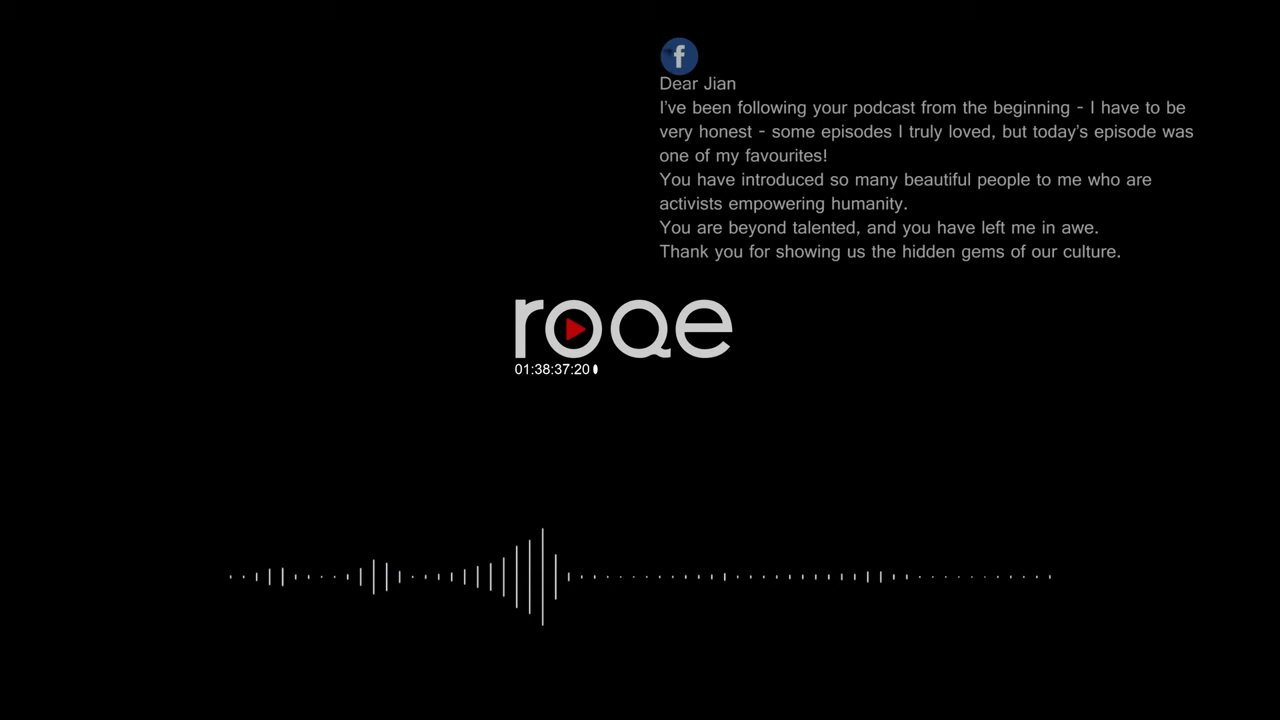 f
Dear Jian
I've been following your podcast from the beginning - I have to be
very honest - some episodes I truly loved, but today's episode was
one of my favourites!
You have introduced so many beautiful people to me who are
activists empowering humanity.
You are beyond talented, and you have left me in awe.
Thank you for showing us the hidden gems of our culture.
roqe
01:38:37:20